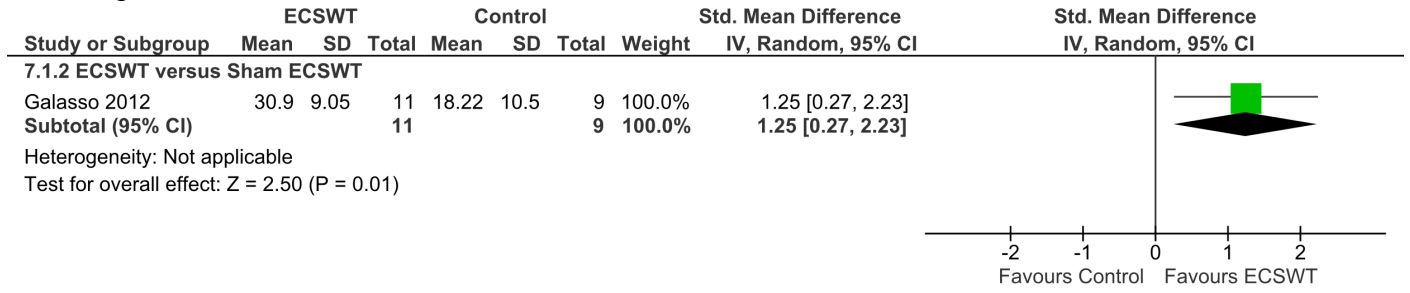 ECSWT Control Std. Mean Difference Std. Mean Difference
Study or Subgroup Mean SD Total Mean SD Total Weight IV, Random, 95% CI IV, Random, 95% CI
7.1.2 ECSWT versus Sham ECSWT
Galasso 2012 30.9 9.05 11 18.22 10.5 9 100.0% 1.25 [0.27, 2.23]
Subtotal (95% CI) 11 9 100.0% 1.25 [0.27, 2.23]
Heterogeneity: Not applicable
Test for overall effect: Z = 2.50 (P = 0.01)
-2 -1 0 1 2
Favours Control Favours ECSWT